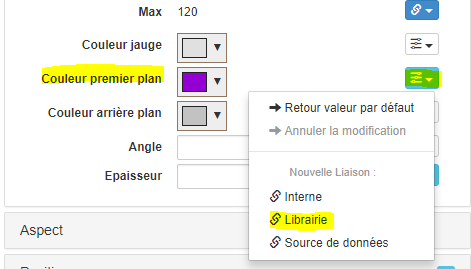 Max 120
Couleur jauge
Couleur premier plan
Couleur arrière plan
Angle
Epaisseur
Retour valeur par défaut
Annuler la modification
Nouvelle Liaison :
Interne
Librairie
Source de données
Aspect